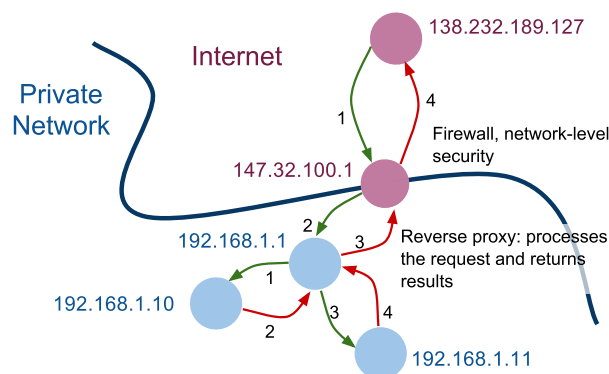 138.232.189.127
Internet
Private
Network
4
1
Firewall, network-level
security
147.32.100.1
2
192.168.1.1
3
Reverse proxy: processes
the request and returns
results
1
192.168.1.10
2
3
4
192.168.1.11